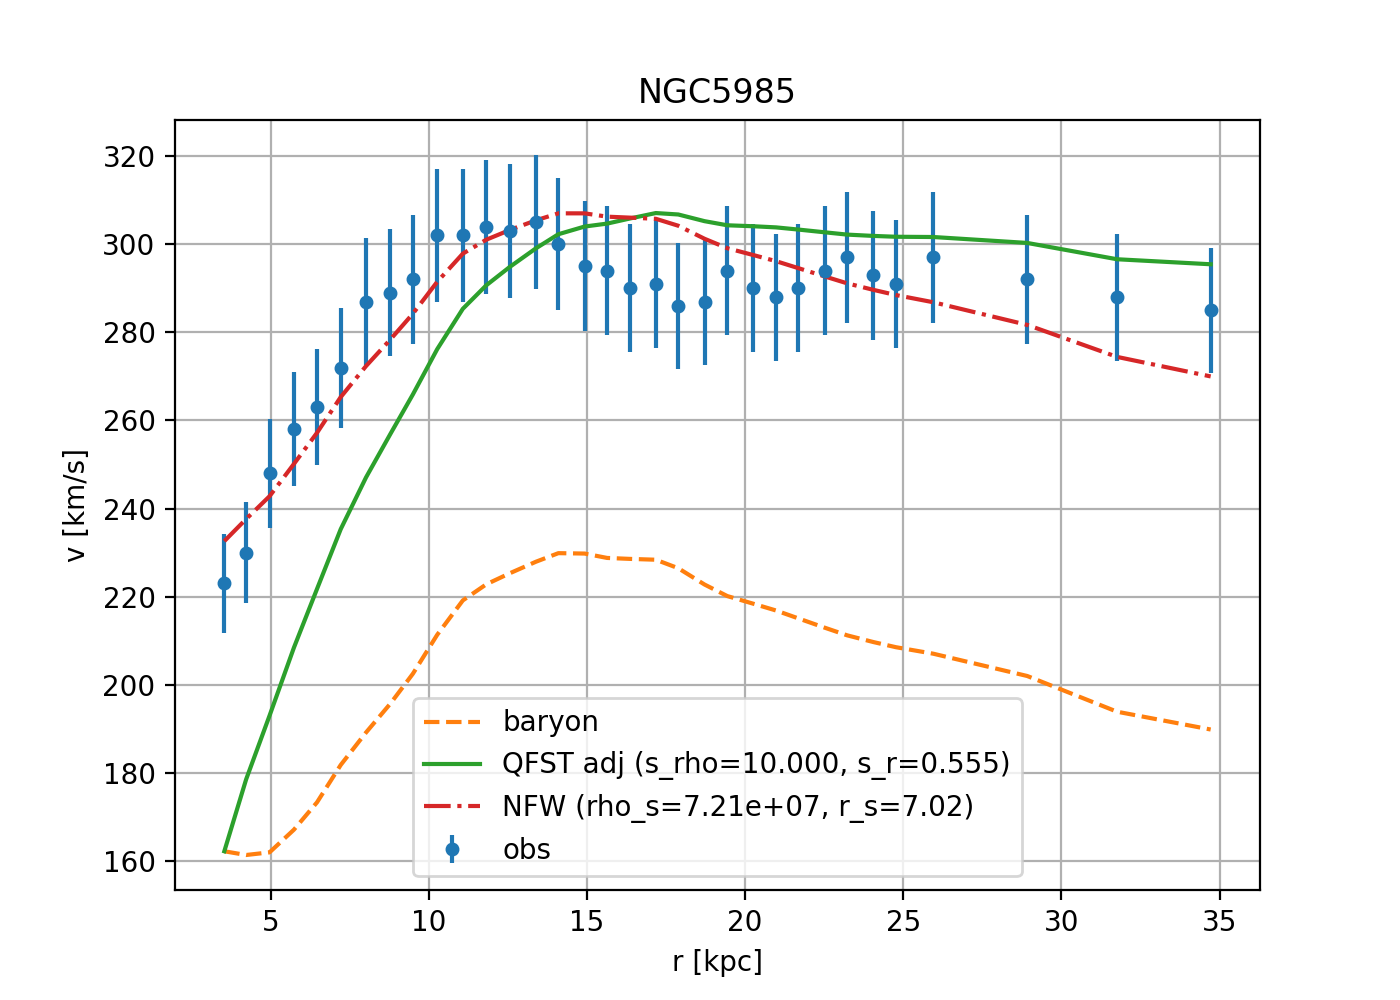 NGC5985
320
300
280
260
240
220
200
180
160
v [km/s]
baryon
QFST adj (s_rho=10.000, s_r=0.555)
NFW (rho_s=7.21e+07, r_s=7.02)
obs
5 10 15 20 25 30 35
r [kpc]